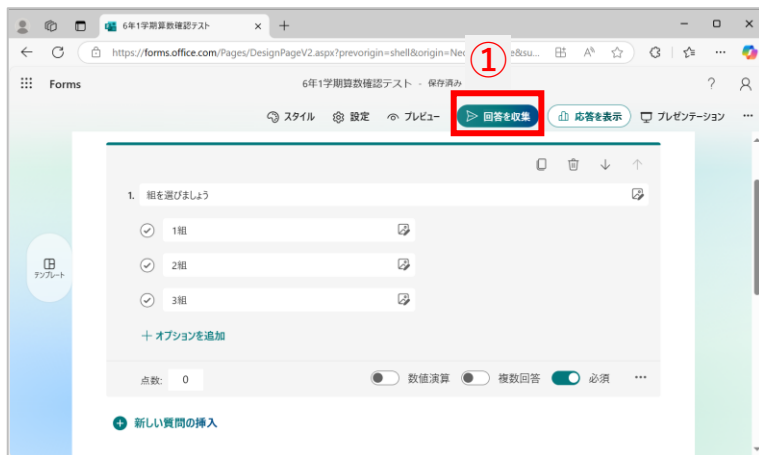 6年1学期算数確認テスト
https://forms.office.com/Pages/DesignPageV2.aspx?prevorigin=shell&origin=Neo
e&su...
①
Forms
6年1学期算数確認テスト - 保存済み
?
スタイル 設定 プレビュー 回答を収集 応答を表示 プレゼンテーション ...
1. 組を選びましょう
1組
2組
3組
テンプレート
+ オプションを追加
点数: 0 数値演算 複数回答 必須 ...
新しい質問の挿入